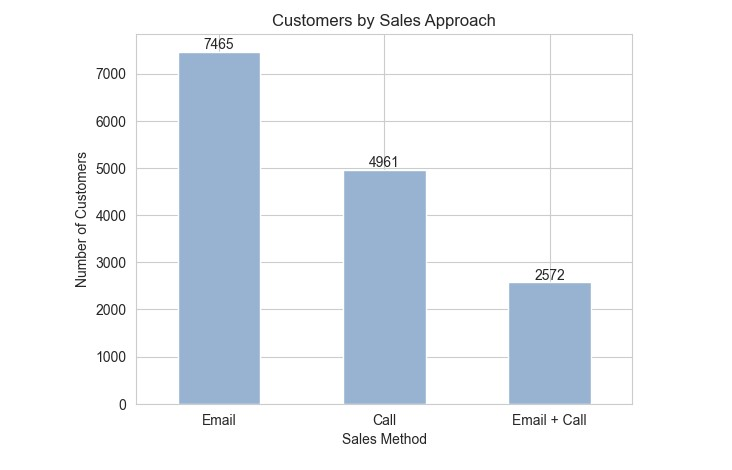 Customers by Sales Approach
7465
7000
6000
5000
4961
4000
3000
2572
2000
1000
0
Number of Customers
Email
Call
Email + Call
Sales Method